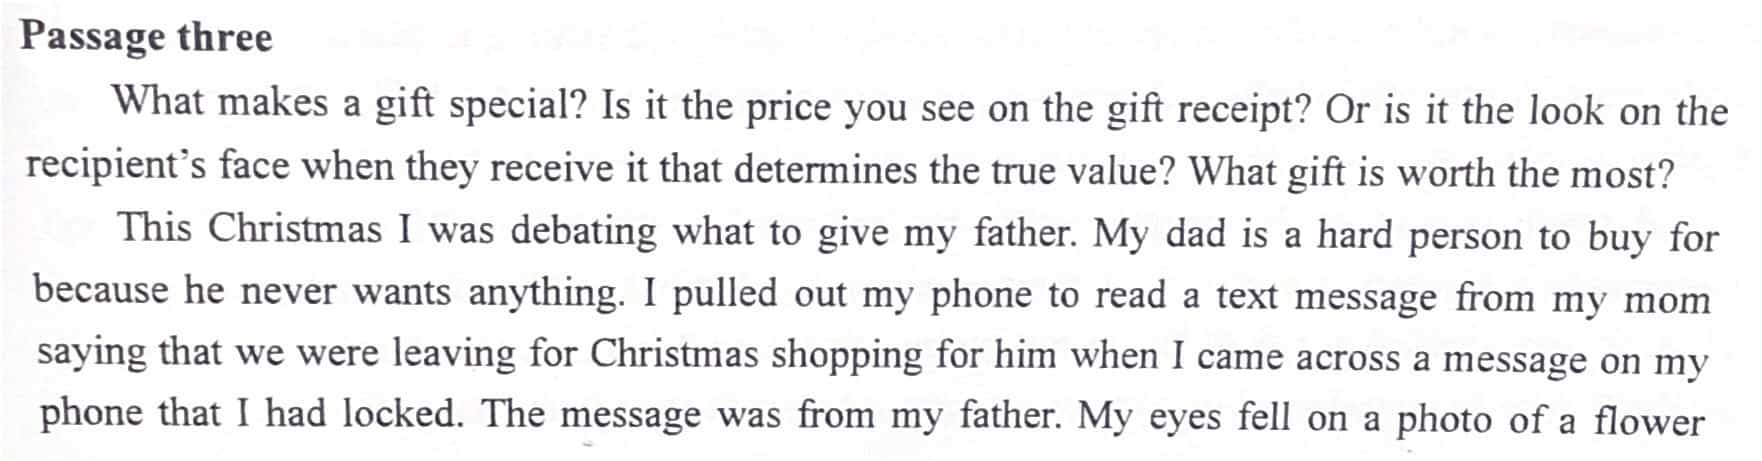 Passage three
What makes a gift special? Is it the price you see on the gift receipt? Or is it the look on the
recipient's face when they receive it that determines the true value? What gift is worth the most?
This Christmas I was debating what to give my father. My dad is a hard person to buy for
because he never wants anything. I pulled out my phone to read a text message from my mom
saying that we were leaving for Christmas shopping for him when I came across a message on my
phone that I had locked. The message was from my father. My eyes fell on a photo of a flower